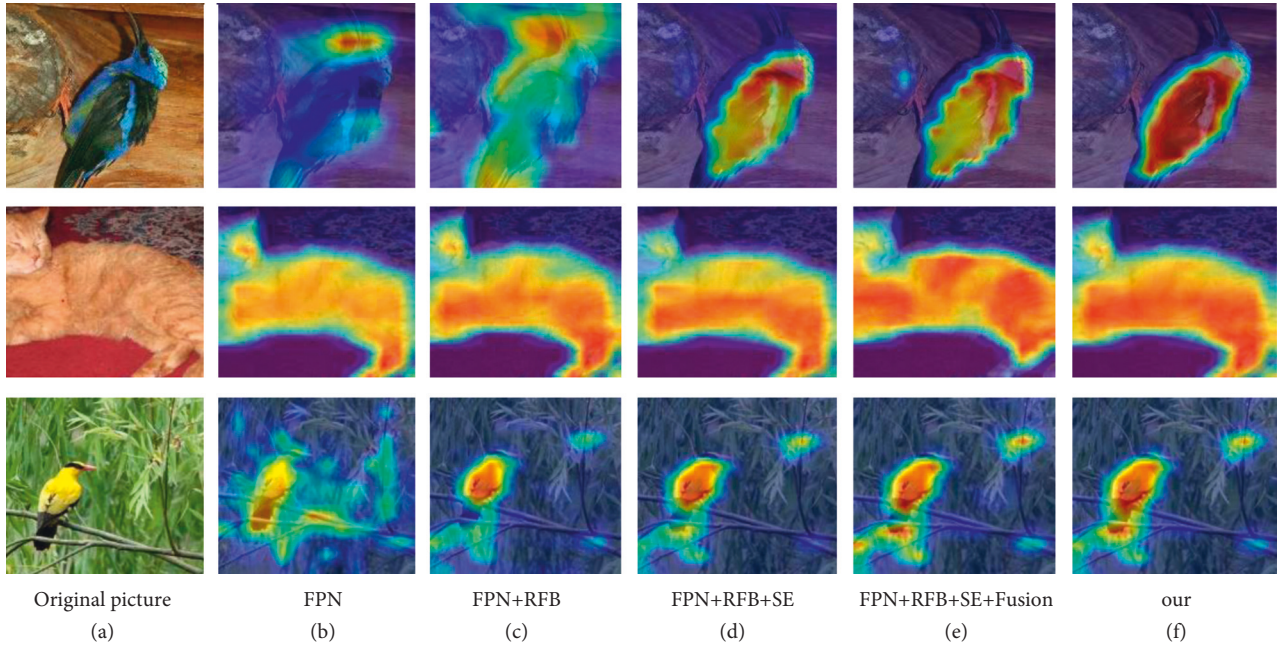 Original picture FPN FPN+RFB FPN+RFB+SE FPN+RFB+SE+Fusion our
(a) (b) (c) (d) (e) (f)